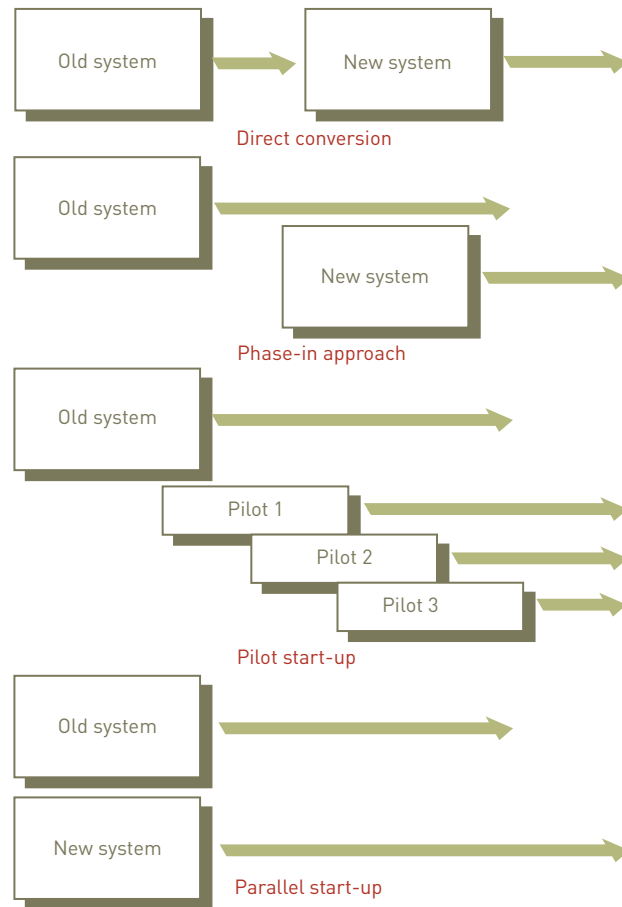 Old system
New system
Direct conversion
Old system
New system
Phase-in approach
Old system
Pilot 1
Pilot 2
Pilot 3
Pilot start-up
Old system
New system
Parallel start-up